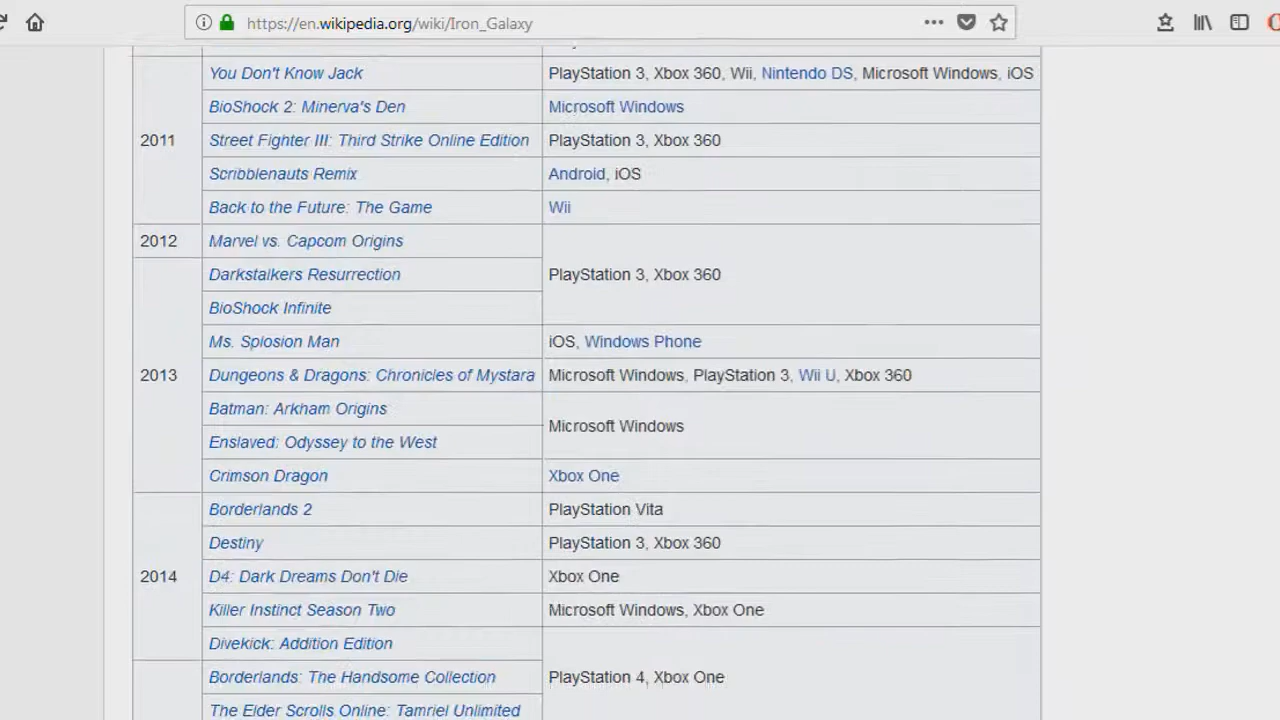 https://en.wikipedia.org/wiki/Iron_Galaxy
You Don't Know Jack PlayStation 3, Xbox 360, Wii, Nintendo DS, Microsoft Windows, iOS
BioShock 2: Minerva's Den Microsoft Windows
2011 Street Fighter III: Third Strike Online Edition PlayStation 3, Xbox 360
Scribblenauts Remix Android, iOS
Back to the Future: The Game Wii
2012 Marvel vs. Capcom Origins
Darkstalkers Resurrection PlayStation 3, Xbox 360
BioShock Infinite
Ms. Splosion Man iOS, Windows Phone
2013 Dungeons & Dragons: Chronicles of Mystara Microsoft Windows, PlayStation 3, Wii U, Xbox 360
Batman: Arkham Origins
Microsoft Windows
Enslaved: Odyssey to the West
Crimson Dragon Xbox One
Borderlands 2 PlayStation Vita
Destiny PlayStation 3, Xbox 360
2014 D4: Dark Dreams Don't Die Xbox One
Killer Instinct Season Two Microsoft Windows, Xbox One
Divekick: Addition Edition
Borderlands: The Handsome Collection PlayStation 4, Xbox One
The Elder Scrolls Online: Tamriel Unlimited